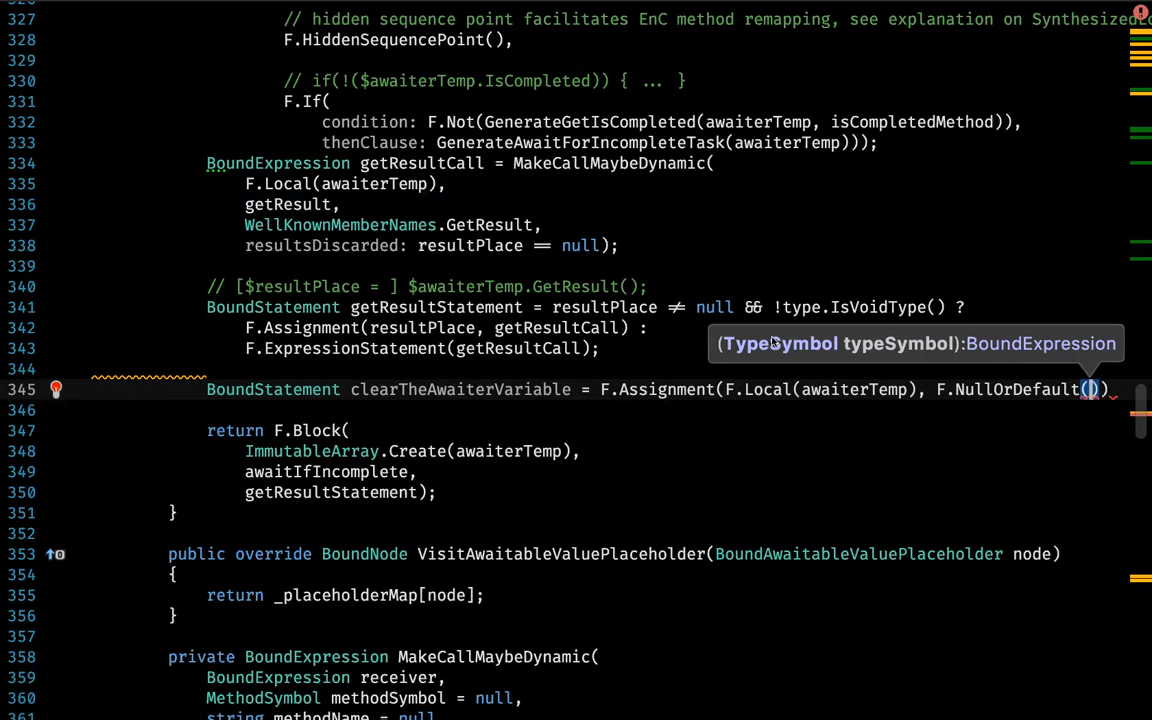 327 // hidden sequence point facilitates EnC method remapping, see explanation on
328 F.HiddenSequencePoint(),
329
330 // if(!($awaiterTemp.IsCompleted)) { ... }
331 F.If(
332 condition: F.Not(GenerateGetIsCompleted(awaiterTemp, isCompletedMethod)),
333 thenClause: GenerateAwaitForIncompleteTask(awaiterTemp)));
334 BoundExpression getResultCall = MakeCallMaybeDynamic(
335 F.Local(awaiterTemp),
336 getResult,
337 WellKnownMemberNames.GetResult,
338 resultsDiscarded: resultPlace == null);
339
340 // [$resultPlace = ] $awaiterTemp.GetResult();
341 BoundStatement getResultStatement = resultPlace != null && !type.IsVoidType() ?
342 F.Assignment(resultPlace, getResultCall) :
343 F.ExpressionStatement(getResultCall);
(TypeSymbol typeSymbol):BoundExpression
344
345 BoundStatement clearTheAwaiterVariable = F.Assignment(F.Local(awaiterTemp), F.NullOrDefault())
346
347 return F.Block(
348 ImmutableArray.Create(awaiterTemp),
349 awaitIfIncomplete,
350 getResultStatement);
351 }
352
353 public override BoundNode VisitAwaitableValuePlaceholder(BoundAwaitableValuePlaceholder node)
354 {
355 return _placeholderMap[node];
356 }
357
358 private BoundExpression MakeCallMaybeDynamic(
359 BoundExpression receiver,
360 MethodSymbol methodSymbol = null,
361 string methodName = null,